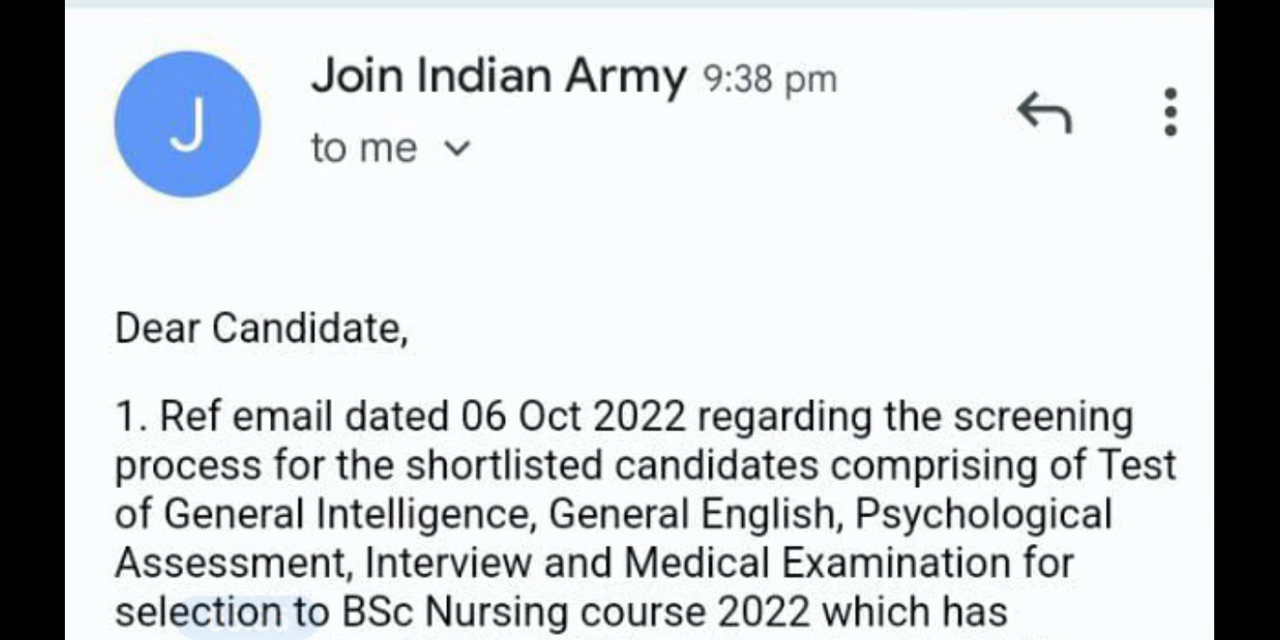 J
Join Indian Army 9:38 pm
to me
Dear Candidate,
1. Ref email dated 06 Oct 2022 regarding the screening
process for the shortlisted candidates comprising of Test
of General Intelligence, General English, Psychological
Assessment, Interview and Medical Examination for
selection to BSc Nursing course 2022 which has